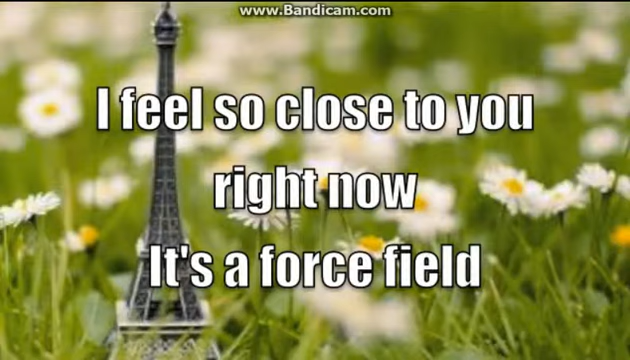 www.Bandicam.com
I feel so close to you
right now
It's a force field